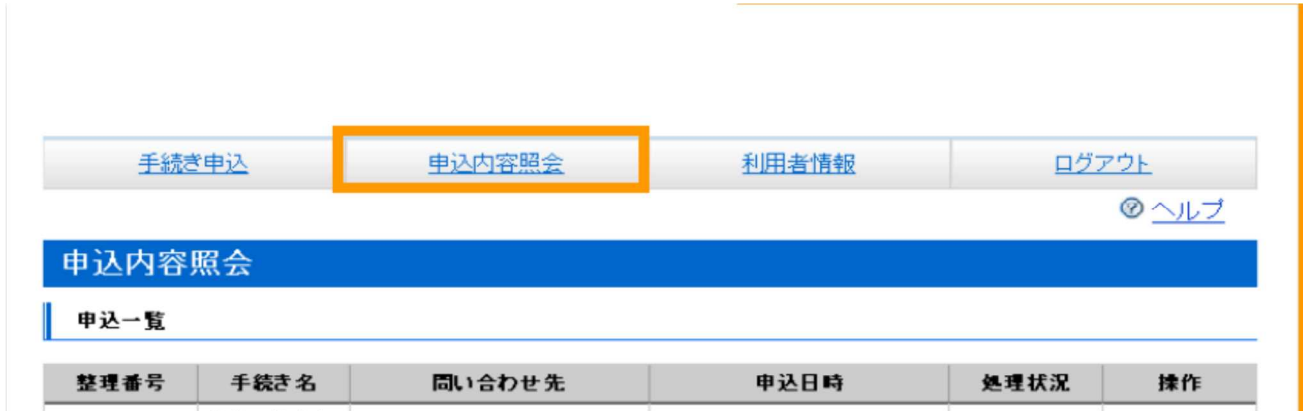 手続き申込 申込内容照会 利用者情報 ログアウト
ヘルプ
申込内容照会
申込一覧
整理番号 手続き名 問い合わせ先 申込日時 処理状況 操作